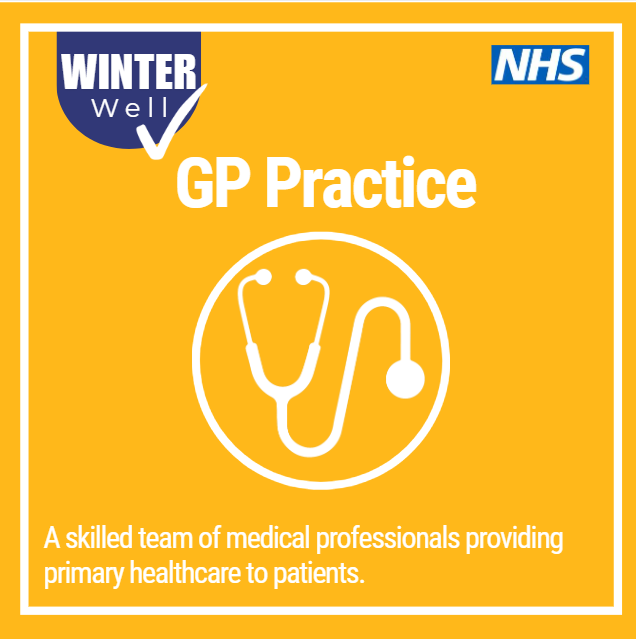 WINTER
Well
NHS
GP Practice
A skilled team of medical professionals providing
primary healthcare to patients.